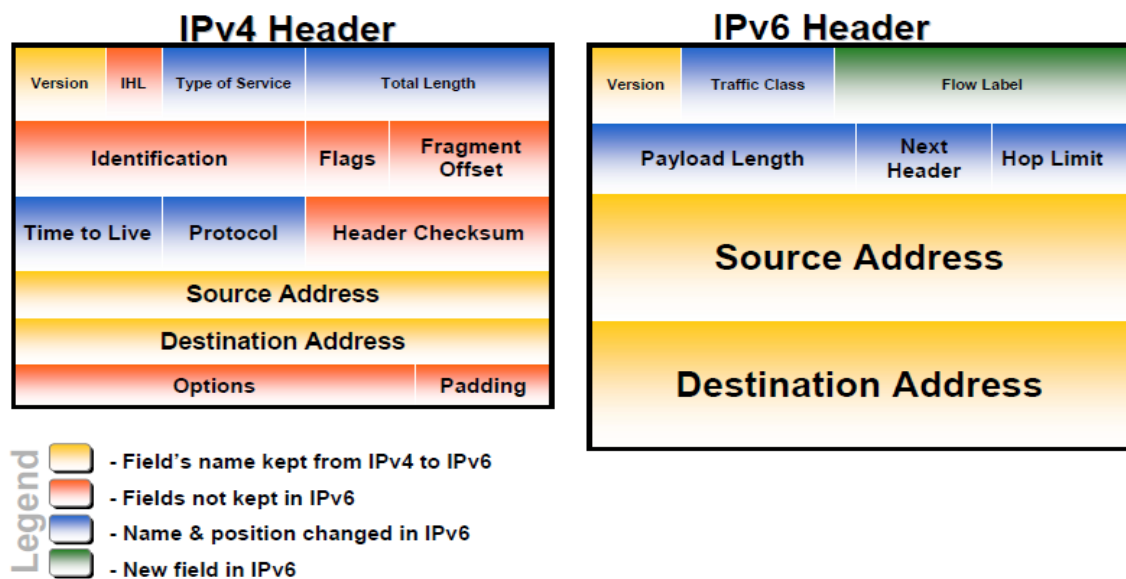 IPv4 Header
Version IHL Type of Service Total Length
Identification Flags Fragment
Offset
Time to Live Protocol Header Checksum
Source Address
Destination Address
Options Padding
IPv6 Header
Version Traffic Class Flow Label
Payload Length Next
Header Hop Limit
Source Address
Destination Address
Legend
- Field's name kept from IPv4 to IPv6
- Fields not kept in IPv6
- Name & position changed in IPv6
- New field in IPv6